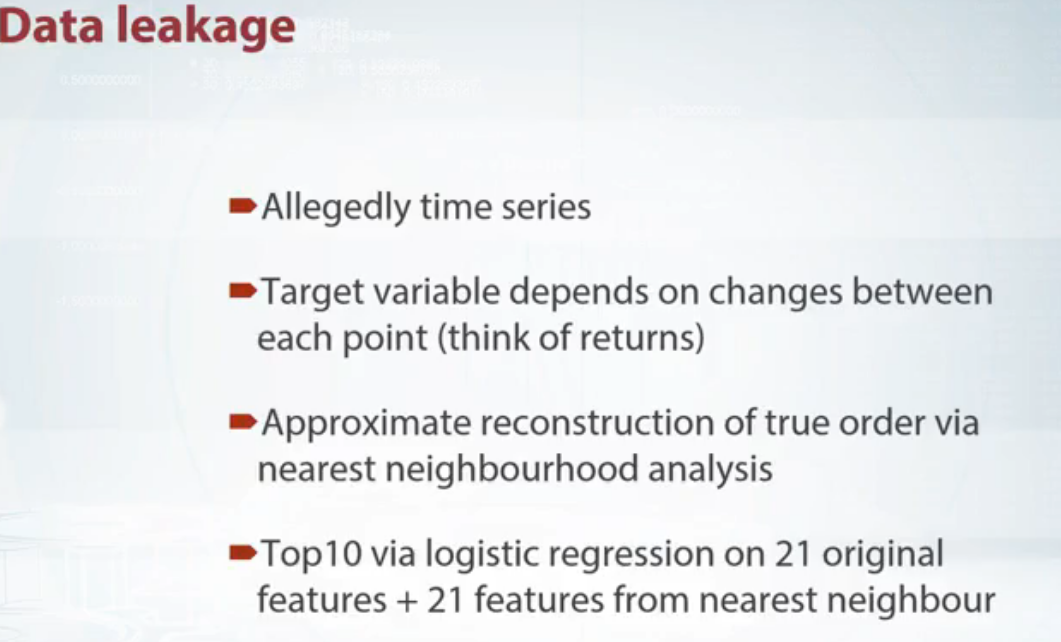 Data leakage
Allegedly time series
Target variable depends on changes between
each point (think of returns)
Approximate reconstruction of true order via
nearest neighbourhood analysis
Top10 via logistic regression on 21 original
features + 21 features from nearest neighbour